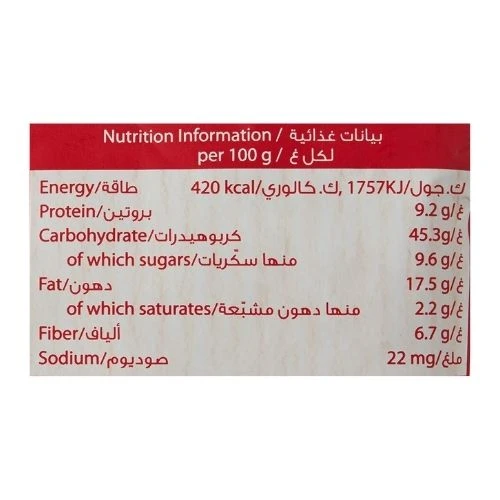 Nutrition Information / بيانات غذائية
per 100 g / لكل غ
Energy/طاقة 420 kcal/ك.جول/1757KJ ,ك.كالوري
Protein/بروتين 9.2 g/غ
Carbohydrate/كربوهيدرات 45.3g/غ
of which sugars/منها سكّريات 9.6 g/غ
Fat/دهون 17.5 g/غ
of which saturates/منها دهون مشبّعة 2.2 g/غ
Fiber/ألياف 6.7 g/غ
Sodium/صوديوم 22 mg/ملغ